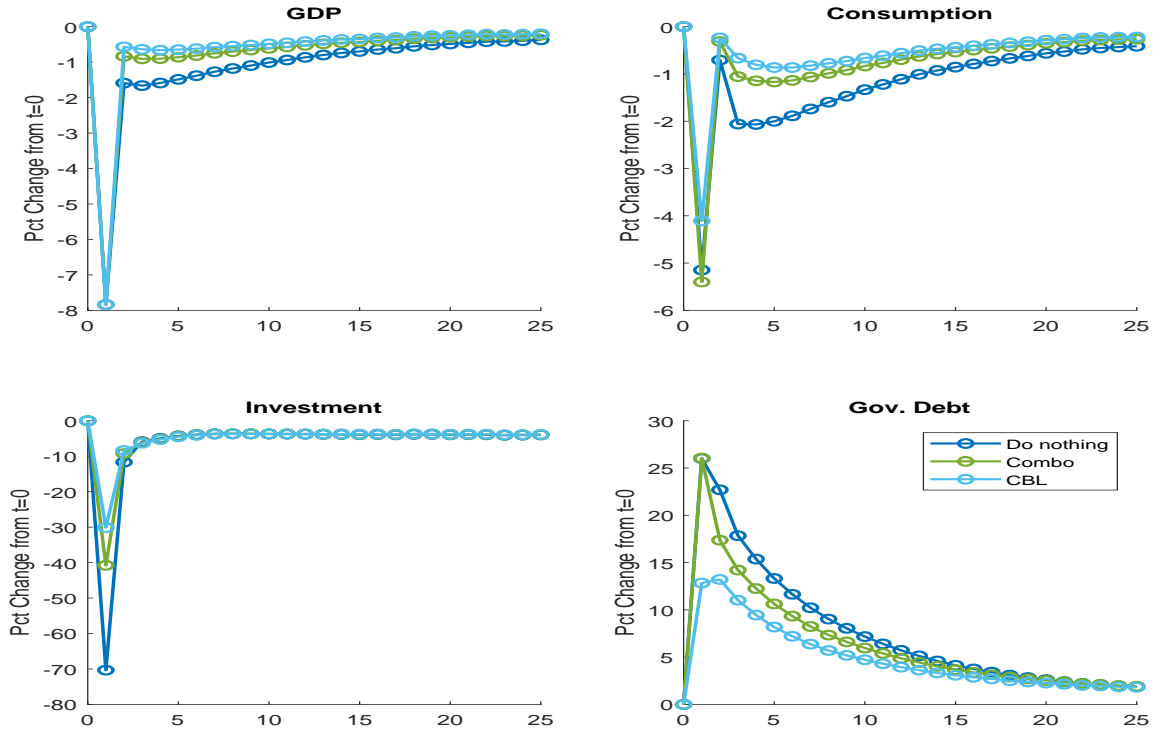 GDP
Pct Change from t=0
0
-1
-2
-3
-4
-5
-6
-7
-8
0 5 10 15 20 25
Consumption
Pct Change from t=0
0
-1
-2
-3
-4
-5
-6
0 5 10 15 20 25
Investment
Pct Change from t=0
0
-10
-20
-30
-40
-50
-60
-70
-80
0 5 10 15 20 25
Gov. Debt
Pct Change from t=0
30
25
20
15
10
5
0
0 5 10 15 20 25
Do nothing
Combo
CBL